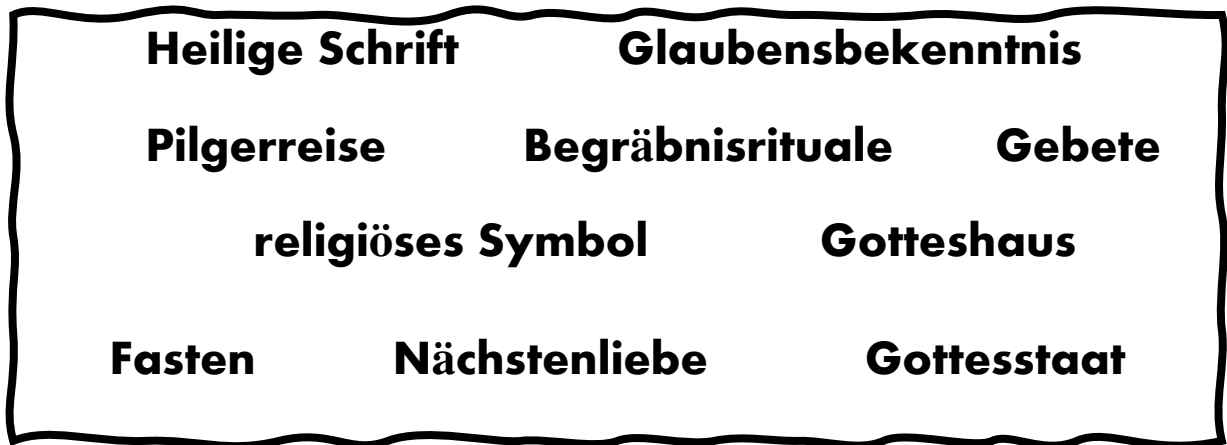 Heilige Schrift Glaubensbekenntnis
Pilgerreise Begräbnisrituale Gebete
religiöses Symbol Gotteshaus
Fasten Nächstenliebe Gottesstaat